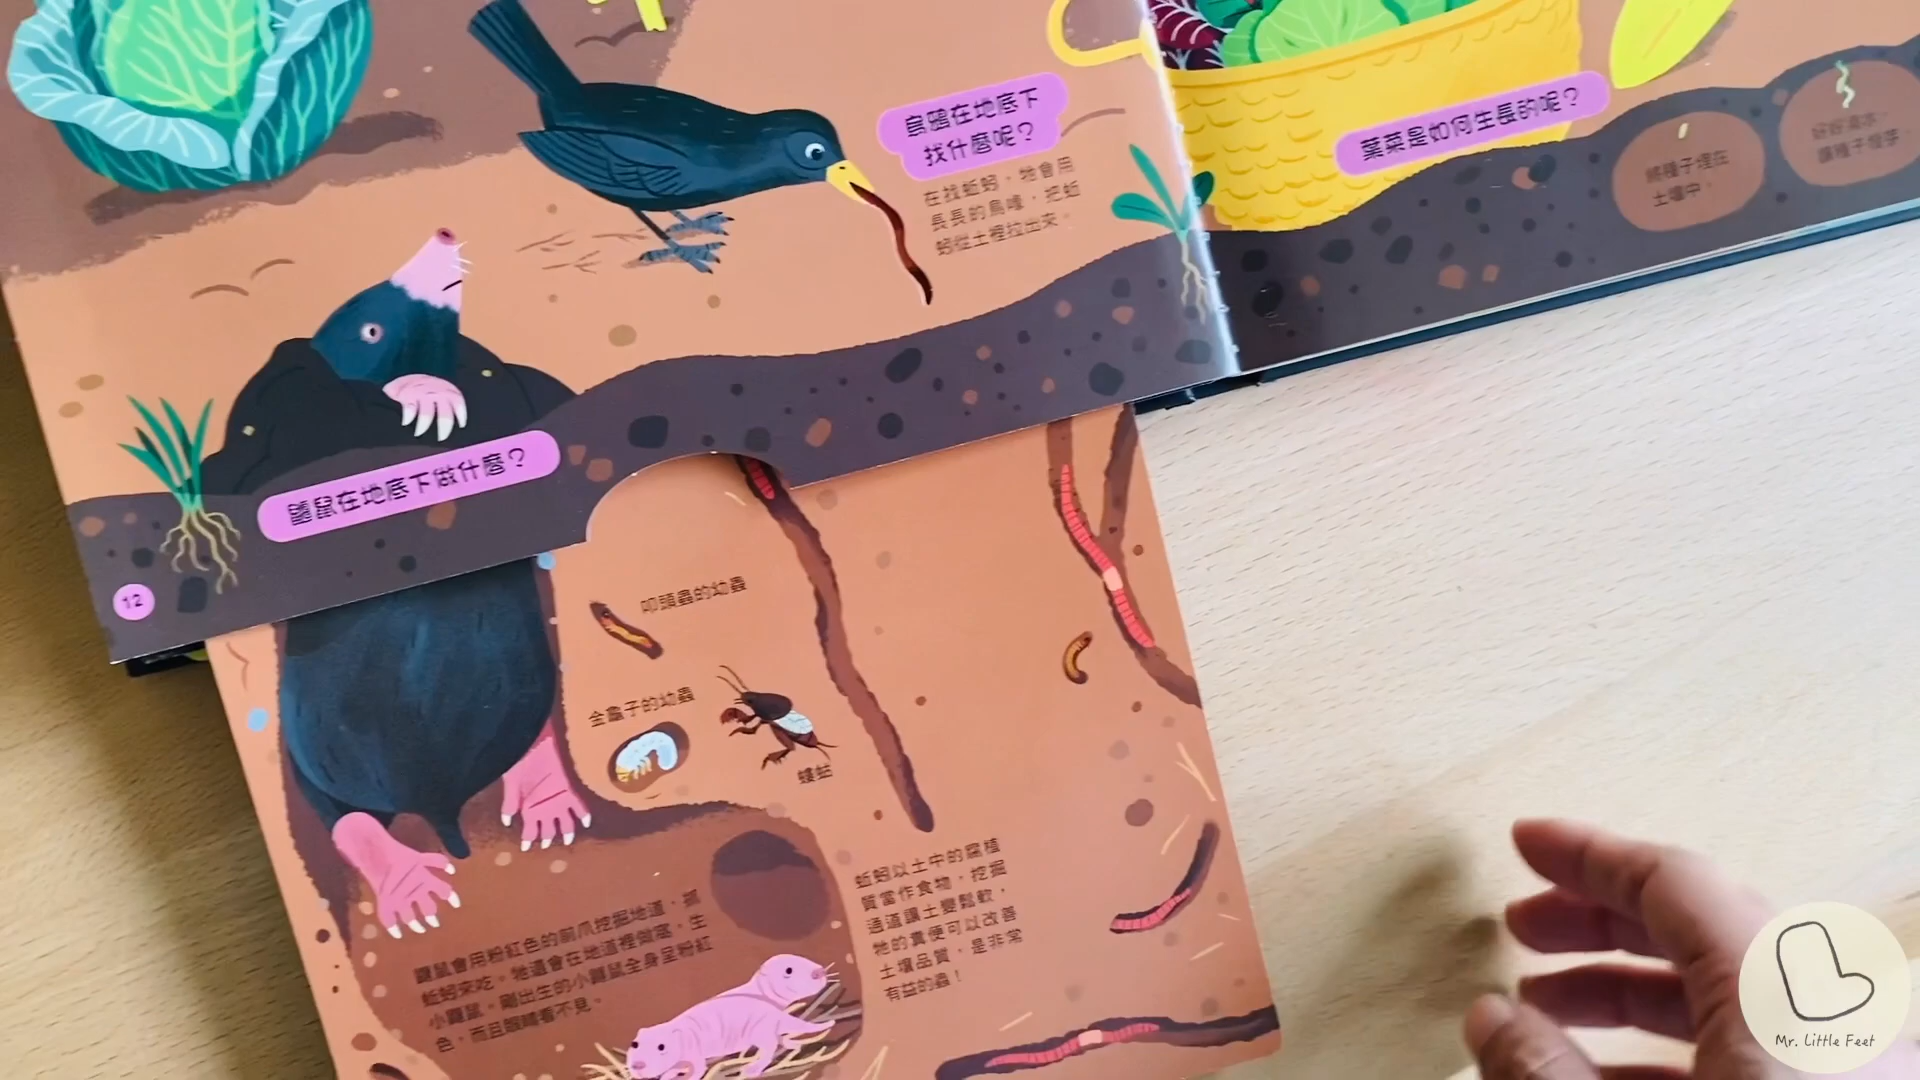 烏鴉在地底下
找什麼呢？
在找蚯蚓。牠會用
長長的鳥喙，把蚯
蚓從土裡拉出來。
葉菜是如何生長的呢？
將種子埋在
土壤中。
好好澆水，
讓種子發芽。
鼴鼠在地底下做什麼？
12
叩頭蟲的幼蟲
金龜子的幼蟲
螻蛄
鼴鼠會用粉紅色的前爪挖掘地道，抓
蚯蚓來吃。牠還會在地道裡做窩，生
小鼴鼠。剛出生的小鼴鼠全身呈粉紅
色，而且眼睛看不見。
蚯蚓以土中的腐植
質當作食物，挖掘
通道讓土變鬆軟，
牠的糞便可以改善
土壤品質，是非常
有益的蟲！
Mr. Little Feet